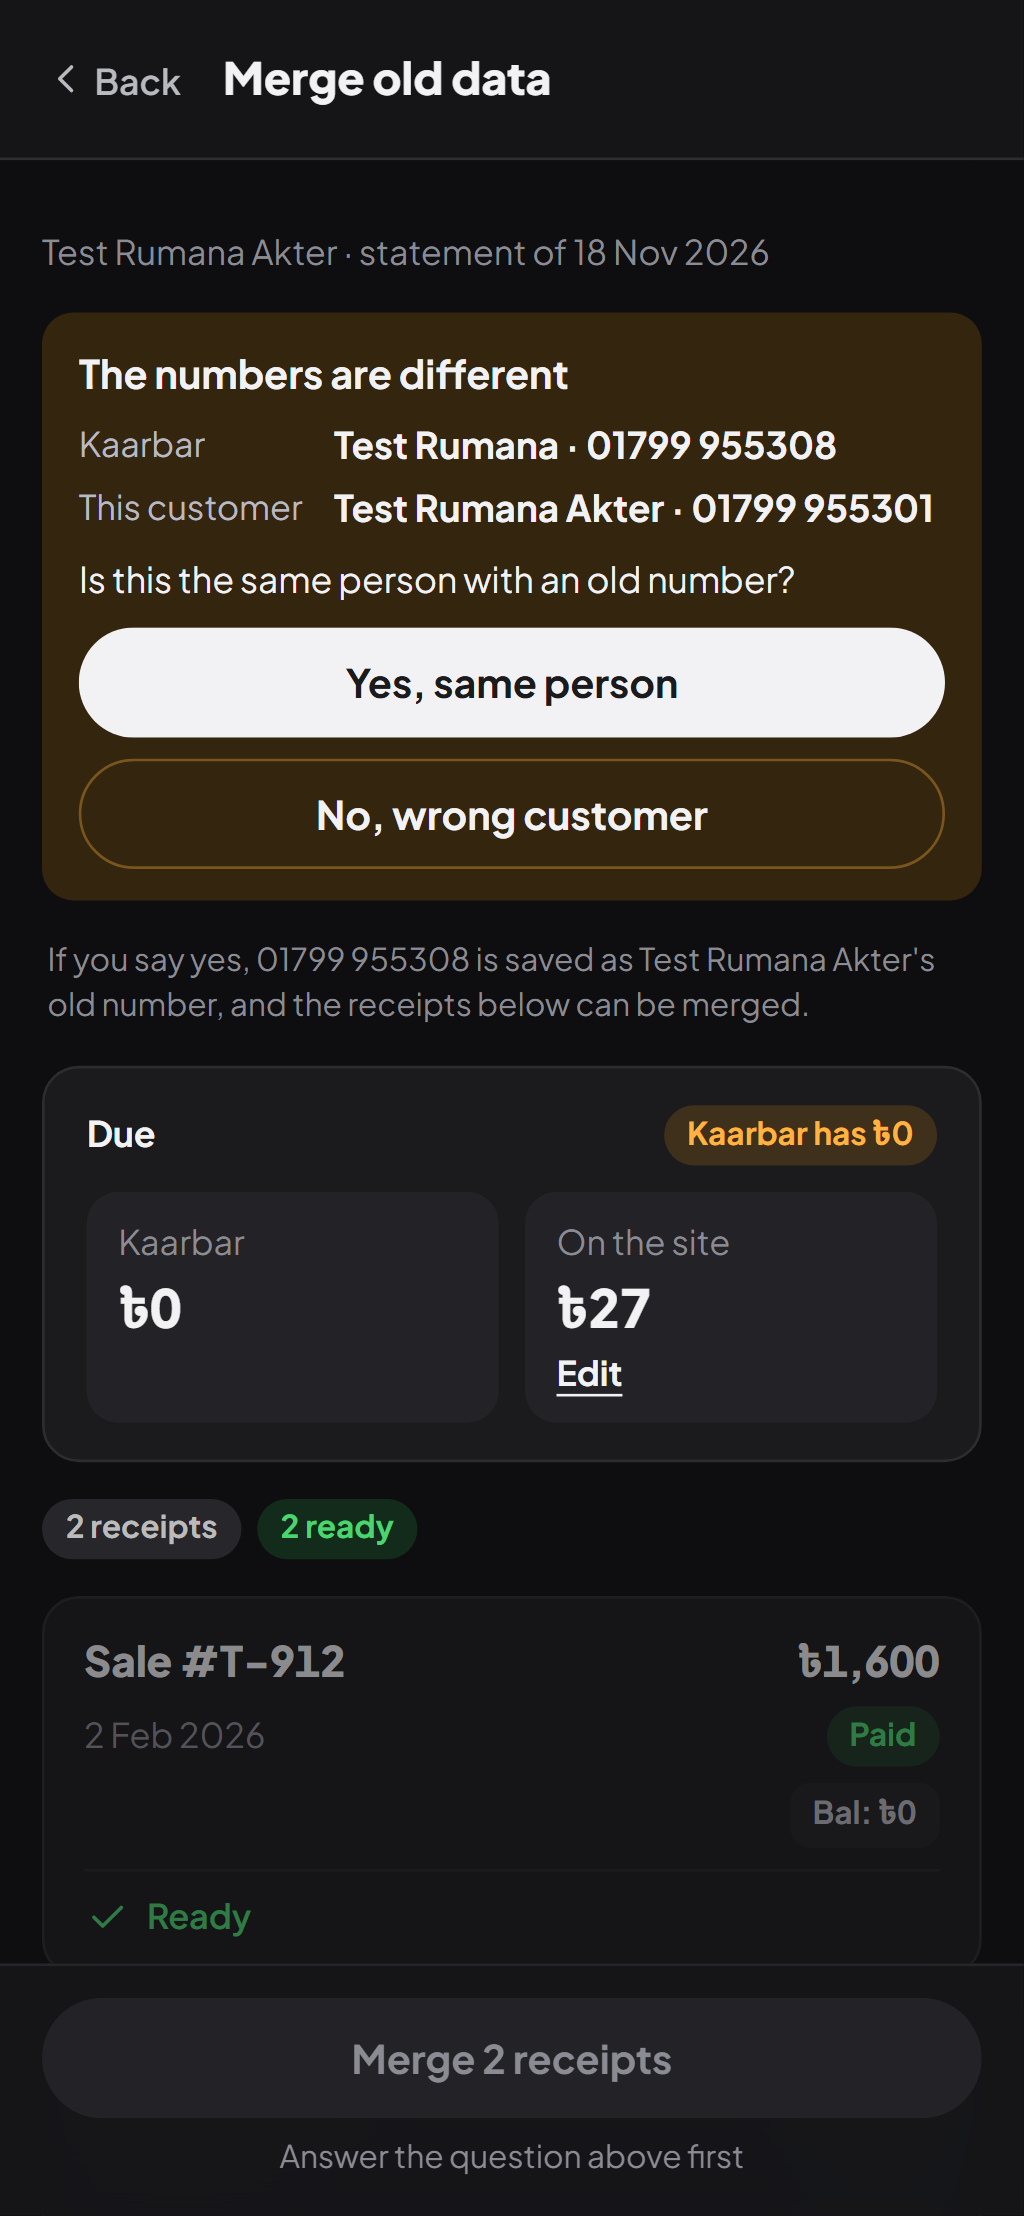 Back Merge old data
Test Rumana Akter · statement of 18 Nov 2026
The numbers are different
Kaarbar Test Rumana · 01799 955308
This customer Test Rumana Akter · 01799 955301
Is this the same person with an old number?
Yes, same person
No, wrong customer
If you say yes, 01799 955308 is saved as Test Rumana Akter's
old number, and the receipts below can be merged.
Due Kaarbar has ৳0
Kaarbar On the site
৳0 ৳27
Edit
2 receipts 2 ready
Sale #T-912 ৳1,600
2 Feb 2026 Paid
Bal: ৳0
Ready
Merge 2 receipts
Answer the question above first